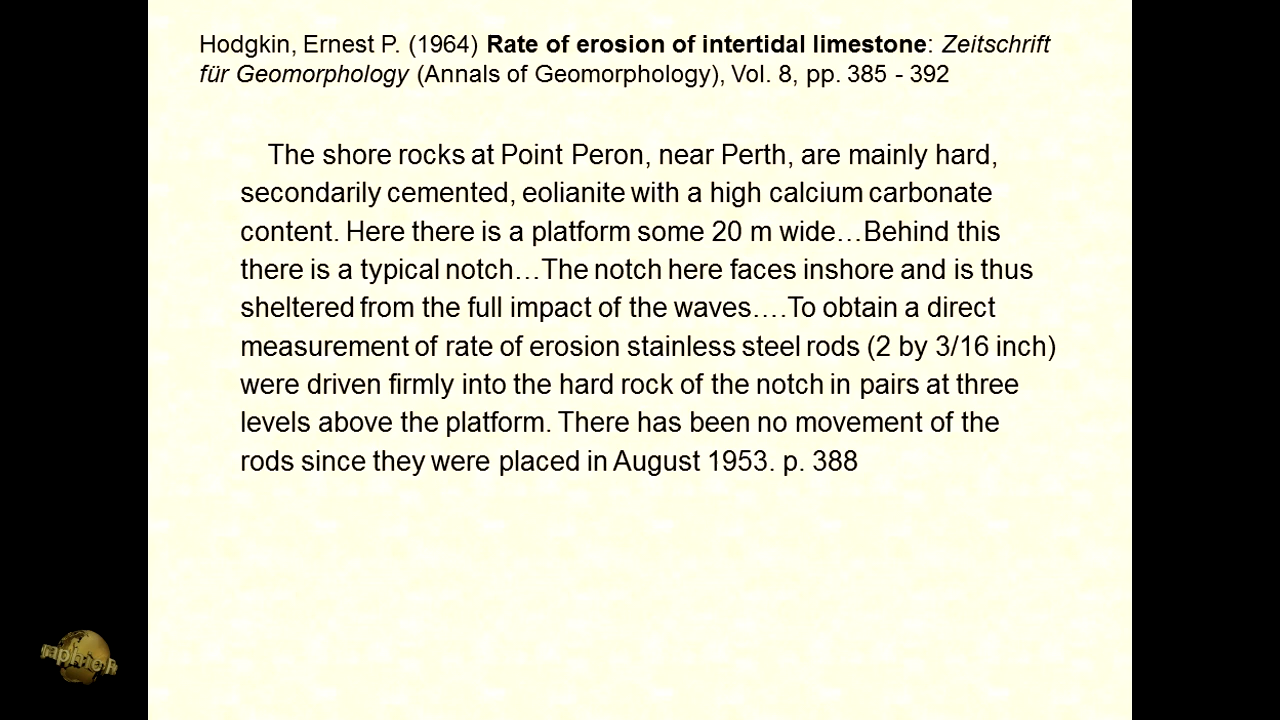 Hodgkin, Ernest P. (1964) Rate of erosion of intertidal limestone: Zeitschrift
für Geomorphology (Annals of Geomorphology), Vol. 8, pp. 385 - 392
The shore rocks at Point Peron, near Perth, are mainly hard,
secondarily cemented, eolianite with a high calcium carbonate
content. Here there is a platform some 20 m wide…Behind this
there is a typical notch…The notch here faces inshore and is thus
sheltered from the full impact of the waves….To obtain a direct
measurement of rate of erosion stainless steel rods (2 by 3/16 inch)
were driven firmly into the hard rock of the notch in pairs at three
levels above the platform. There has been no movement of the
rods since they were placed in August 1953. p. 388